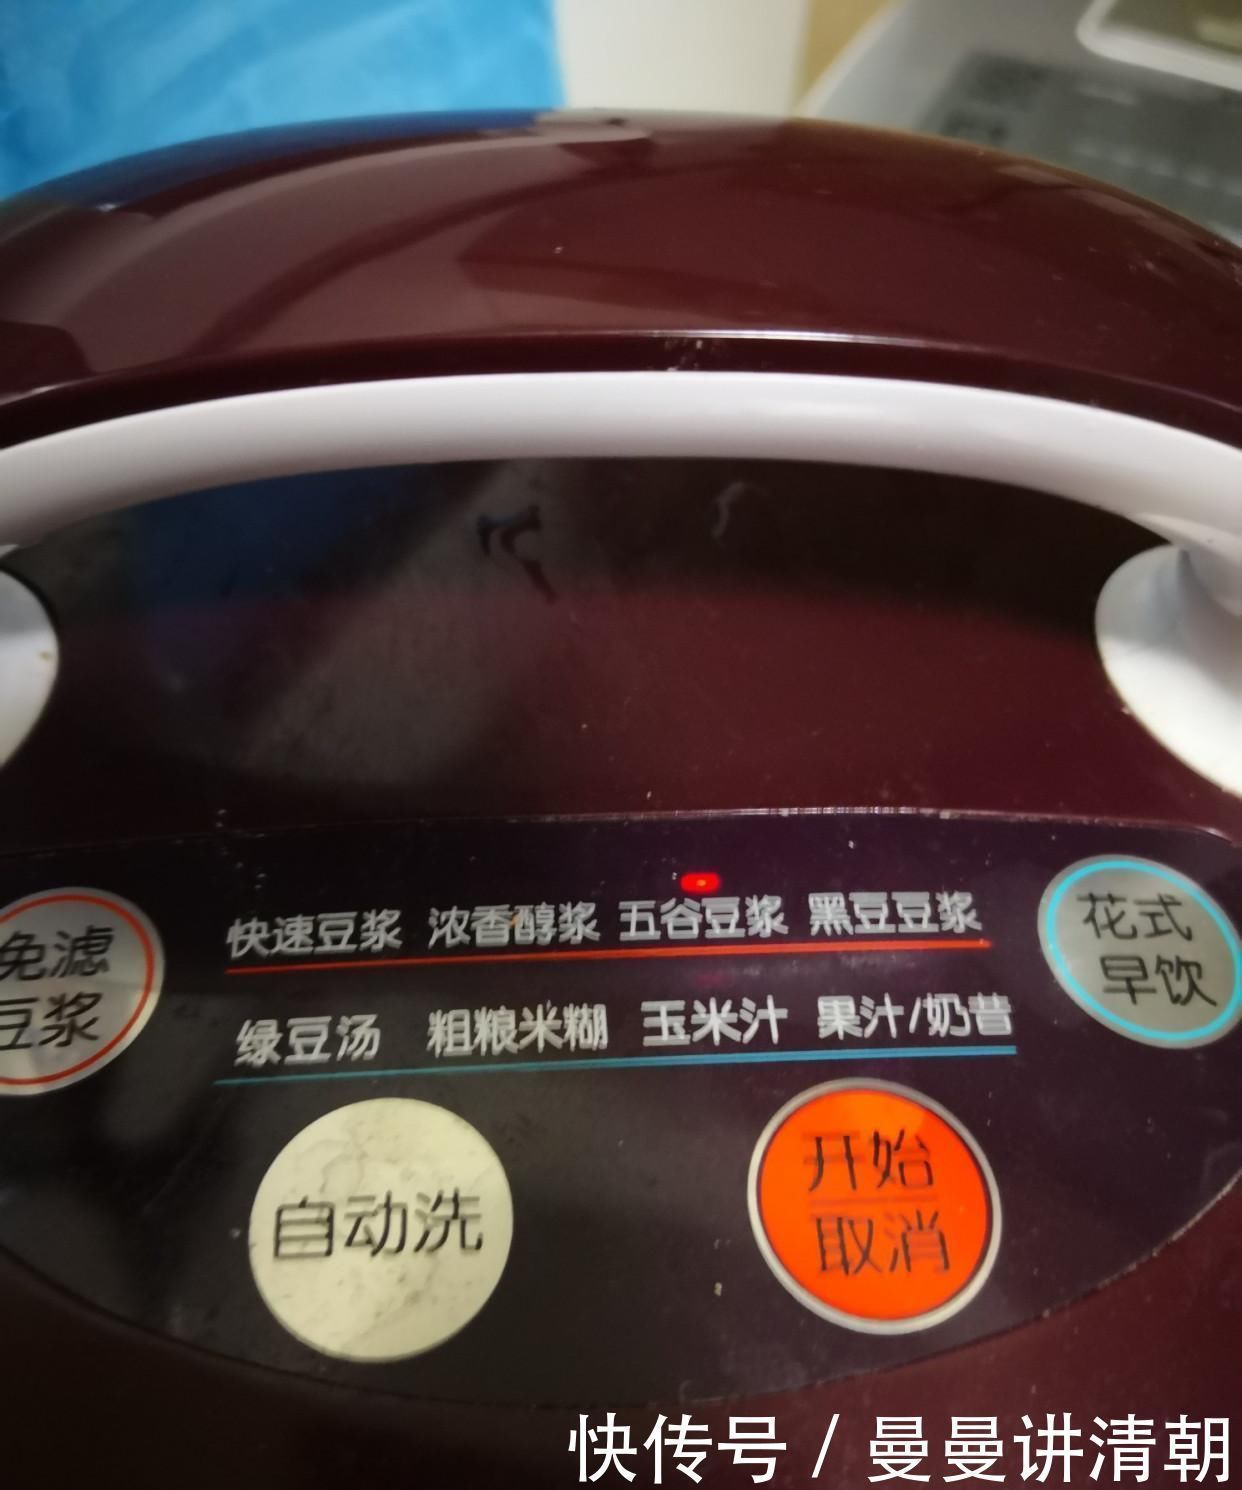 快速豆浆 浓香醇浆 五谷豆浆 黑豆豆浆
免滤
豆浆
花式
早饮
绿豆汤 粗粮米糊 玉米汁 果汁/奶昔
自动洗
开始
取消
快传号 / 曼曼讲清朝